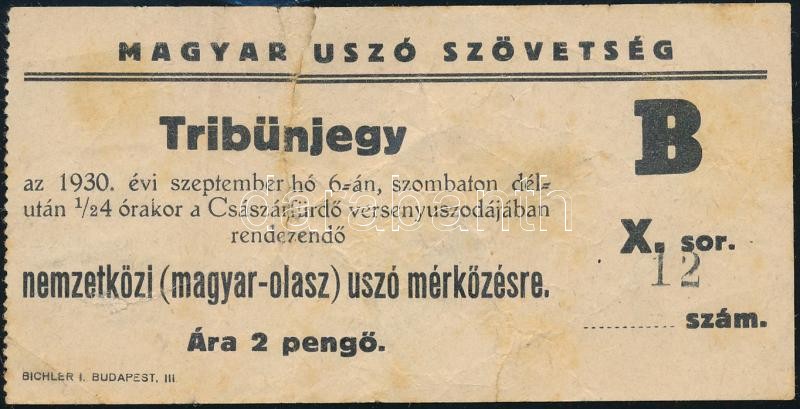 MAGYAR USZÓ SZÖVETSÉG
Tribünjegy
az 1930. évi szeptember hó 6-án, szombaton dél-
után 1/24 órakor a Császárfürdő versenyuszodájában
rendezendő
nemzetközi (magyar-olasz) uszó mérkőzésre.
Ára 2 pengő.
BICHLER I. BUDAPEST, III
B
X. sor.
12
szám.
darabanth